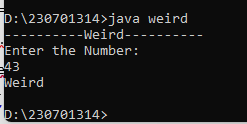 D:\230701314>java weird
----------Weird----------
Enter the Number:
43
Weird
D:\230701314>